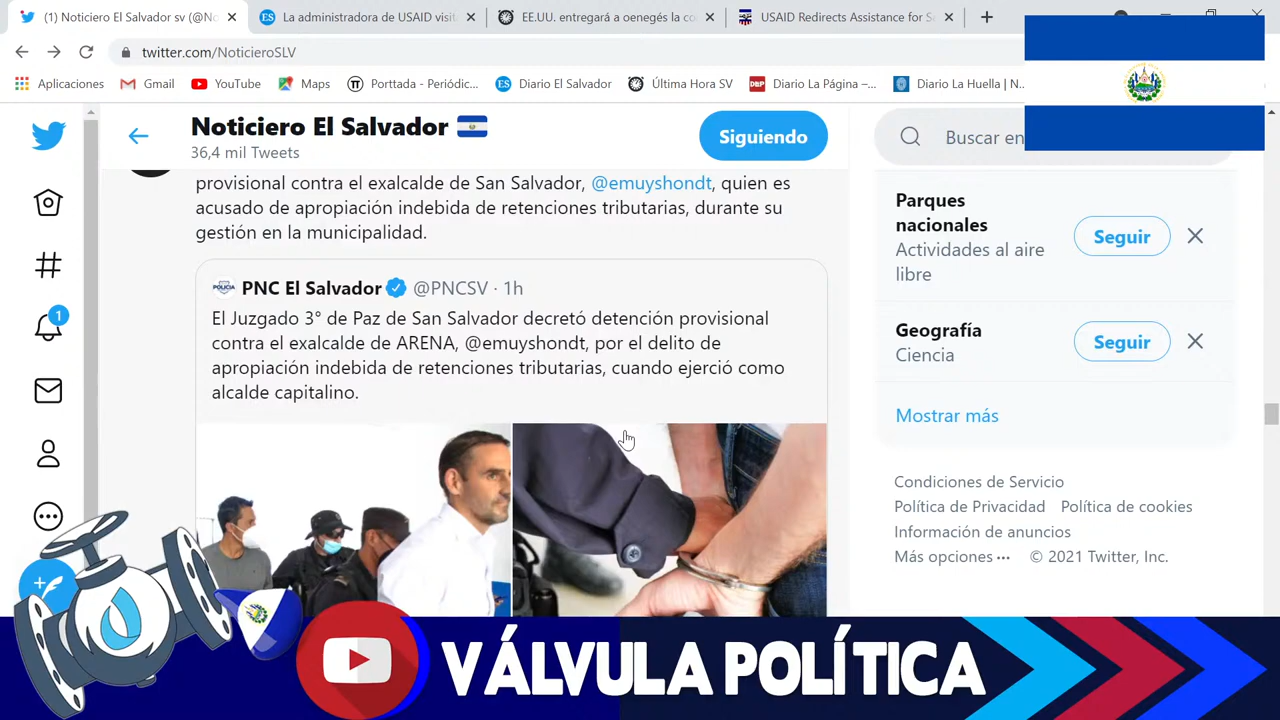 (1) Noticiero El Salvador sv (@No
La administradora de USAID visit
EE.UU. entregará a oenegés la co
USAID Redirects Assistance for Sa
twitter.com/NoticieroSLV
Aplicaciones
Gmail
YouTube
Maps
Porttada - Periodic...
Diario El Salvador
Última Hora SV
Diario La Página –...
Diario La Huella | N...
Noticiero El Salvador
36,4 mil Tweets
Siguiendo
Buscar en
provisional contra el exalcalde de San Salvador, @emuyshondt, quien es
acusado de apropiación indebida de retenciones tributarias, durante su
gestión en la municipalidad.
PNC El Salvador @PNCSV · 1h
El Juzgado 3° de Paz de San Salvador decretó detención provisional
contra el exalcalde de ARENA, @emuyshondt, por el delito de
apropiación indebida de retenciones tributarias, cuando ejerció como
alcalde capitalino.
Parques
nacionales
Actividades al aire
libre
Seguir
Geografía
Ciencia
Seguir
Mostrar más
Condiciones de Servicio
Política de Privacidad Política de cookies
Información de anuncios
Más opciones ··· © 2021 Twitter, Inc.
1
VÁLVULA POLÍTICA